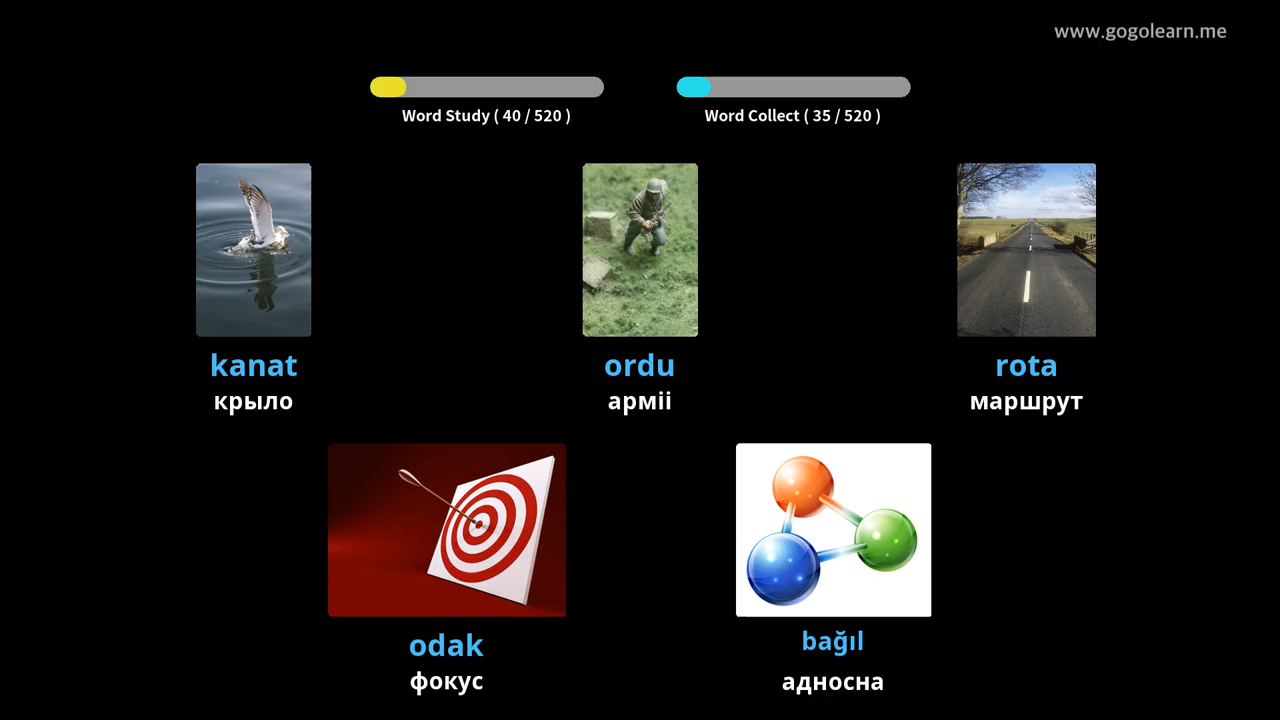 www.gogolearn.me
Word Study ( 40 / 520 )
Word Collect ( 35 / 520 )
kanat
ordu
rota
крыло
арміі
маршрут
odak
bağıl
фокус
адносна